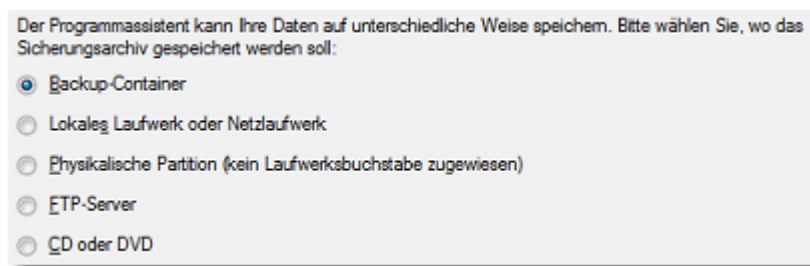 Der Programmassistent kann Ihre Daten auf unterschiedliche Weise speichern. Bitte wählen Sie, wo das
Sicherungsarchiv gespeichert werden soll:
Backup-Container
Lokales Laufwerk oder Netzlaufwerk
Physikalische Partition (kein Laufwerksbuchstabe zugewiesen)
FTP-Server
CD oder DVD